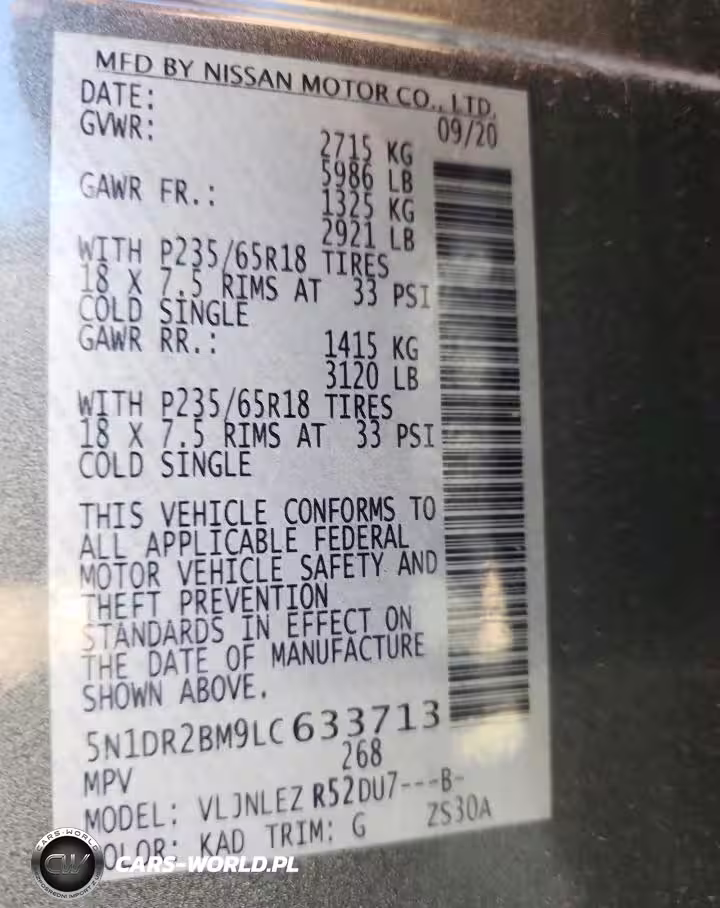 MFD BY NISSAN MOTOR CO., LTD.
DATE: 09/20
GVWR: 2715 KG
5986 LB
GAWR FR.: 1325 KG
2921 LB
WITH P235/65R18 TIRES
18 X 7.5 RIMS AT 33 PSI
COLD SINGLE
GAWR RR.: 1415 KG
3120 LB
WITH P235/65R18 TIRES
18 X 7.5 RIMS AT 33 PSI
COLD SINGLE
THIS VEHICLE CONFORMS TO
ALL APPLICABLE FEDERAL
MOTOR VEHICLE SAFETY AND
THEFT PREVENTION
STANDARDS IN EFFECT ON
THE DATE OF MANUFACTURE
SHOWN ABOVE.
5N1DR2BM9LC633713
MPV 268
MODEL: VLJNLEZ R52DU7---B-
OLOR: KAD TRIM: G ZS30A
CARS-WORLD
CW
CARS-WORLD.PL